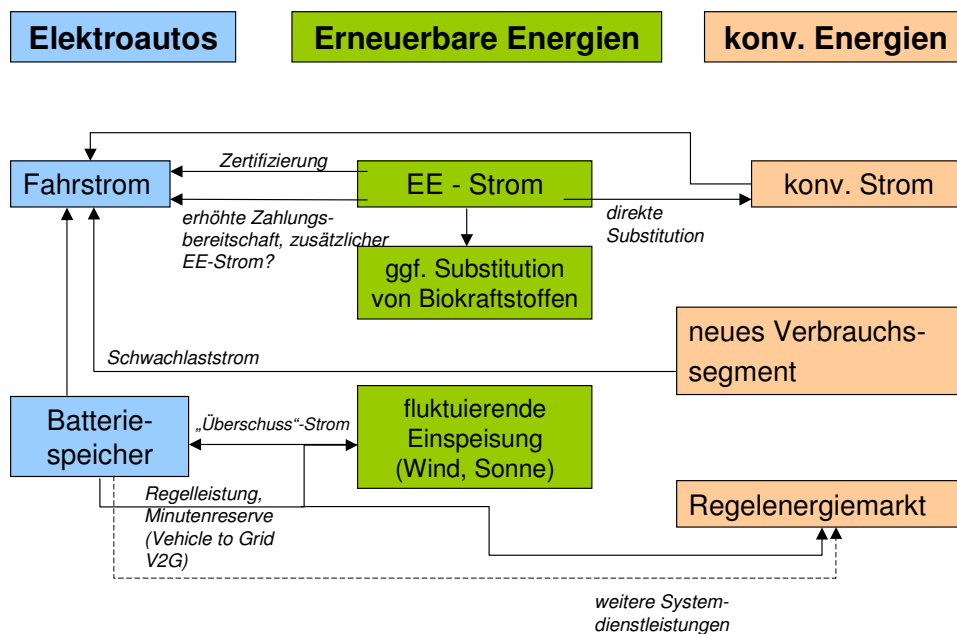 Elektroautos
Erneuerbare Energien
konv. Energien
Zertifizierung
Fahrstrom
EE - Strom
konv. Strom
erhöhte Zahlungs-
bereitschaft, zusätzlicher
EE-Strom?
direkte
Substitution
ggf. Substitution
von Biokraftstoffen
neues Verbrauchs-
segment
Schwachlaststrom
Batterie-
speicher
„Überschuss“-Strom
fluktuierende
Einspeisung
(Wind, Sonne)
Regelleistung,
Minutenreserve
(Vehicle to Grid
V2G)
Regelenergiemarkt
weitere System-
dienstleistungen